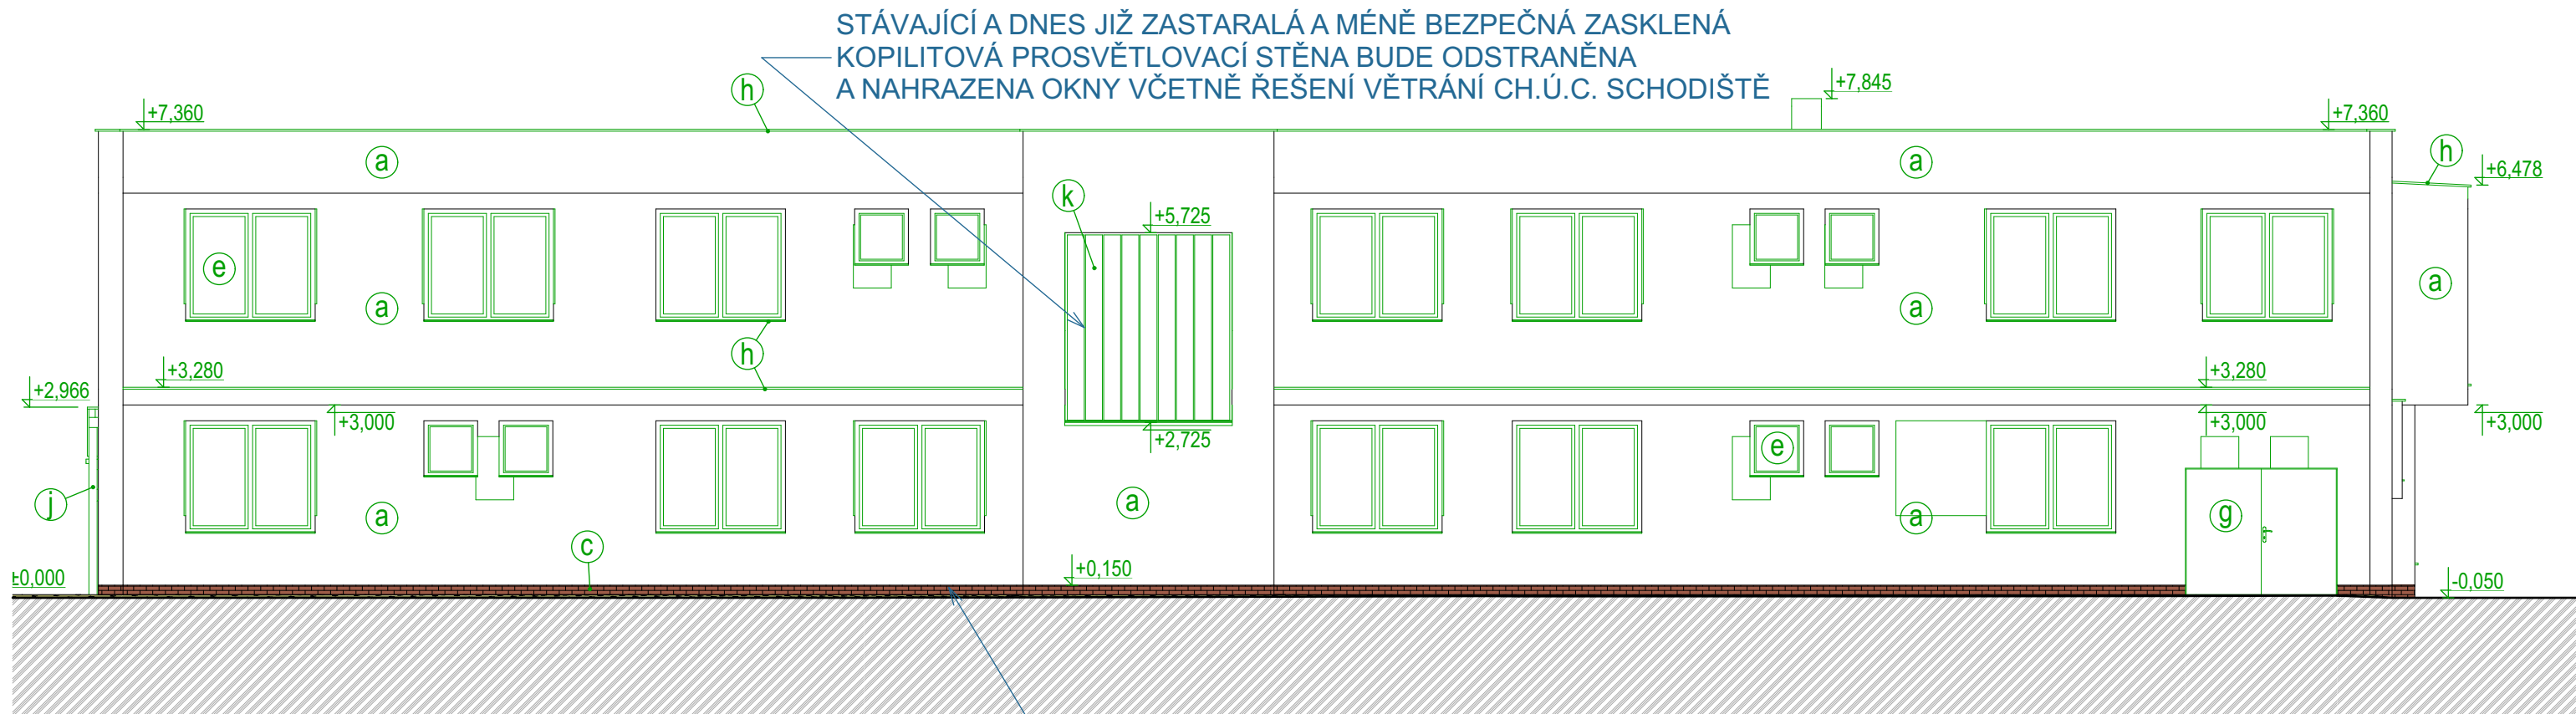 STÁVAJÍCÍ A DNES JIŽ ZASTARALÁ A MÉNĚ BEZPEČNÁ ZASKLENÁ
KOPILITOVÁ PROSVĚTLOVACÍ STĚNA BUDE ODSTRANĚNA
A NAHRAZENA OKNY VČETNĚ ŘEŠENÍ VĚTRÁNÍ CH.Ú.C. SCHODIŠTĚ
h
+7,845
+7,360
+7,360
a
a
h
+6,478
k
+5,725
e
a
a
a
h
+3,280
+3,280
+2,966
+3,000
+3,000
+3,000
+2,725
e
j
a
a
a
g
c
+0,150
±0,000
-0,050